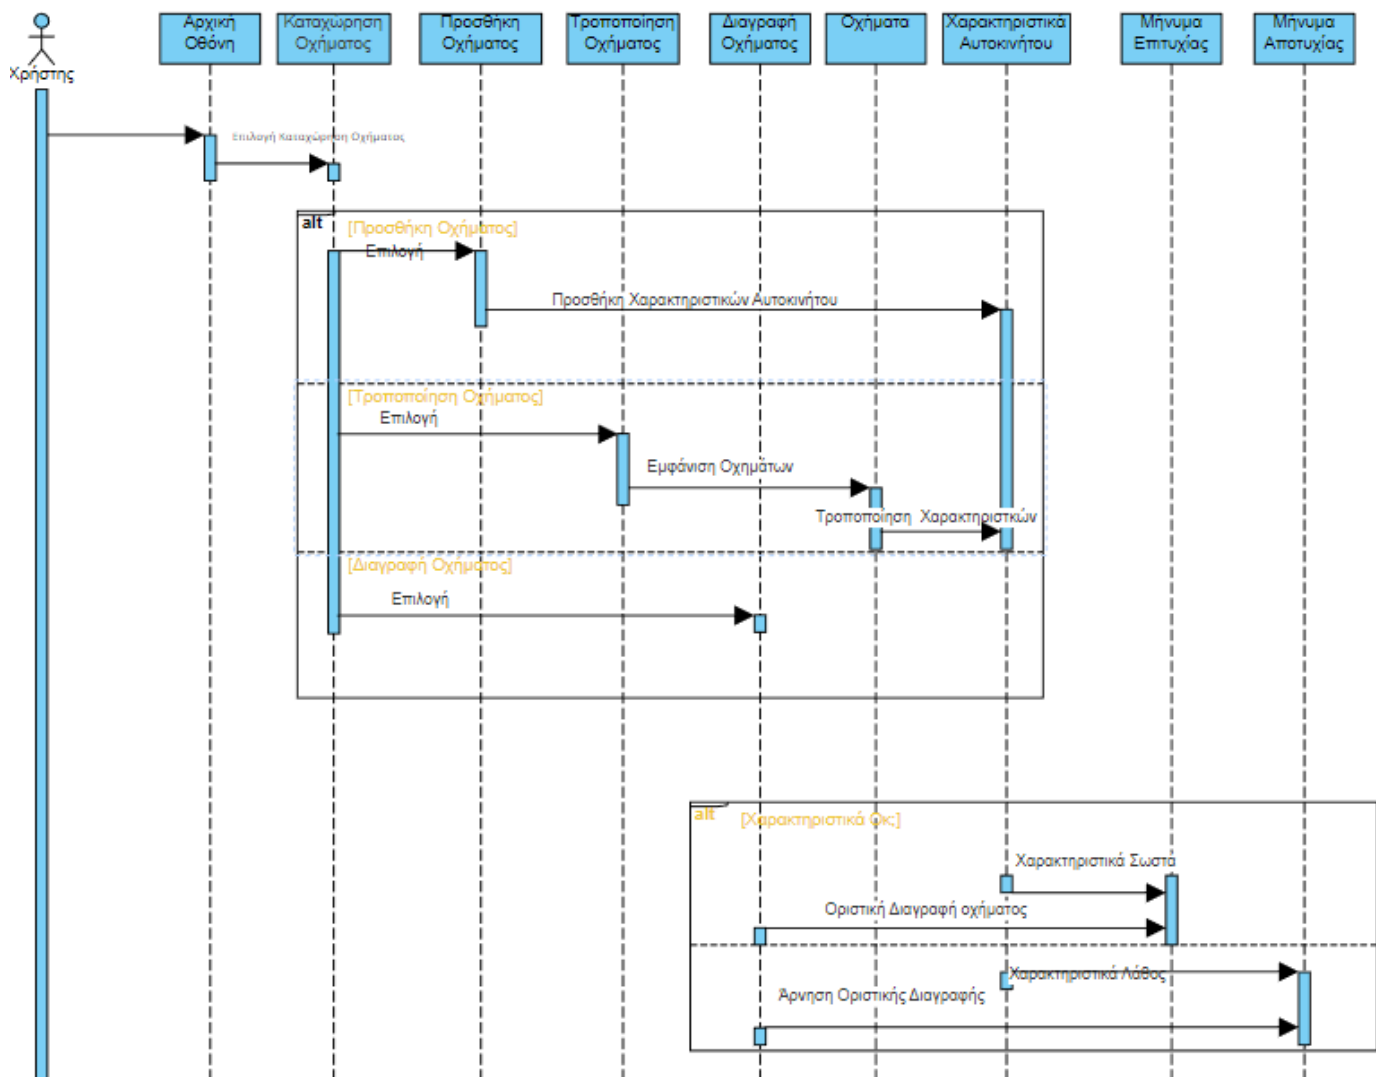 Χρήστης
Αρχική
Οθόνη
Καταχώρηση
Οχήματος
Προσθήκη
Οχήματος
Τροποποίηση
Οχήματος
Διαγραφή
Οχήματος
Οχήματα
Χαρακτηριστικά
Αυτοκινήτου
Μήνυμα
Επιτυχίας
Μήνυμα
Αποτυχίας
Επιλογή Καταχώρηση Οχήματος
alt
[Προσθήκη Οχήματος]
Επιλογή
Προσθήκη Χαρακτηριστικών Αυτοκινήτου
[Τροποποίηση Οχήματος]
Επιλογή
Εμφάνιση Οχημάτων
Τροποποίηση Χαρακτηριστκών
[Διαγραφή Οχήματος]
Επιλογή
alt
[Χαρακτηριστικά Οκ;]
Χαρακτηριστικά Σωστά
Οριστική Διαγραφή οχήματος
Χαρακτηριστικά Λάθος
Άρνηση Οριστικής Διαγραφής